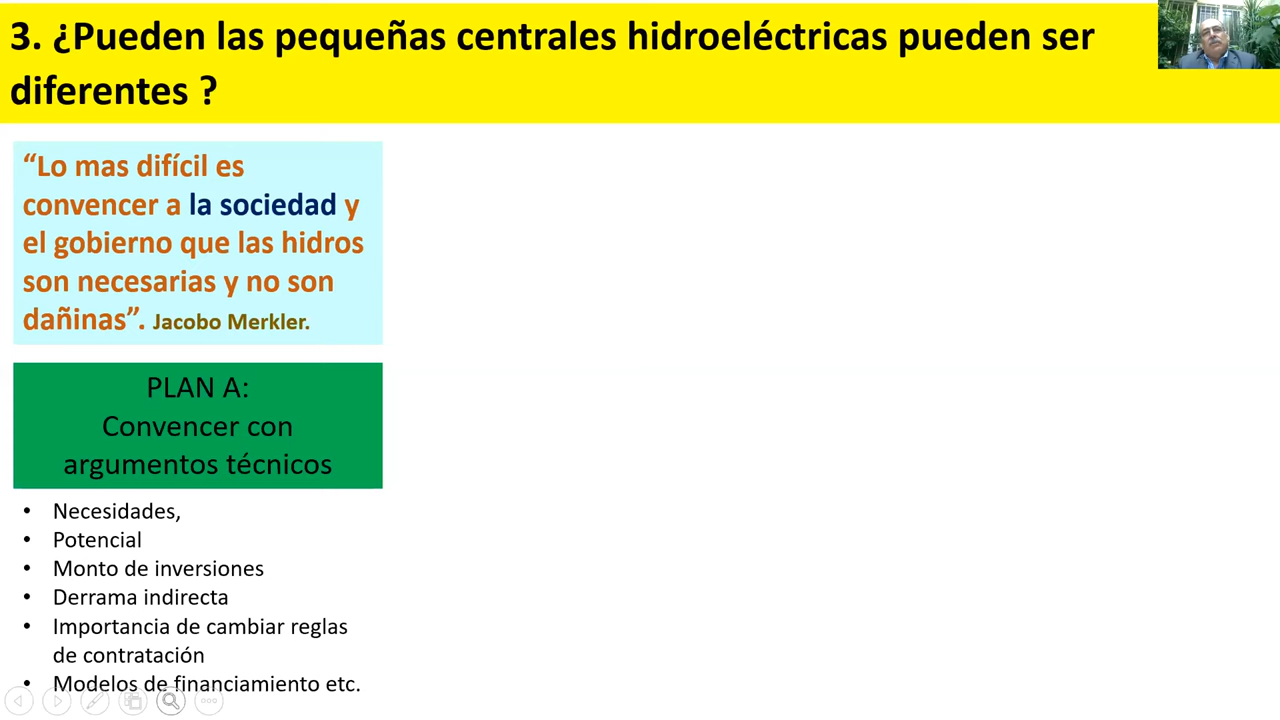 3. ¿Pueden las pequeñas centrales hidroeléctricas pueden ser
diferentes ?
“Lo mas difícil es
convencer a la sociedad y
el gobierno que las hidros
son necesarias y no son
dañinas”. Jacobo Merkler.
PLAN A:
Convencer con
argumentos técnicos
• Necesidades,
• Potencial
• Monto de inversiones
• Derrama indirecta
• Importancia de cambiar reglas
de contratación
• Modelos de financiamiento etc.